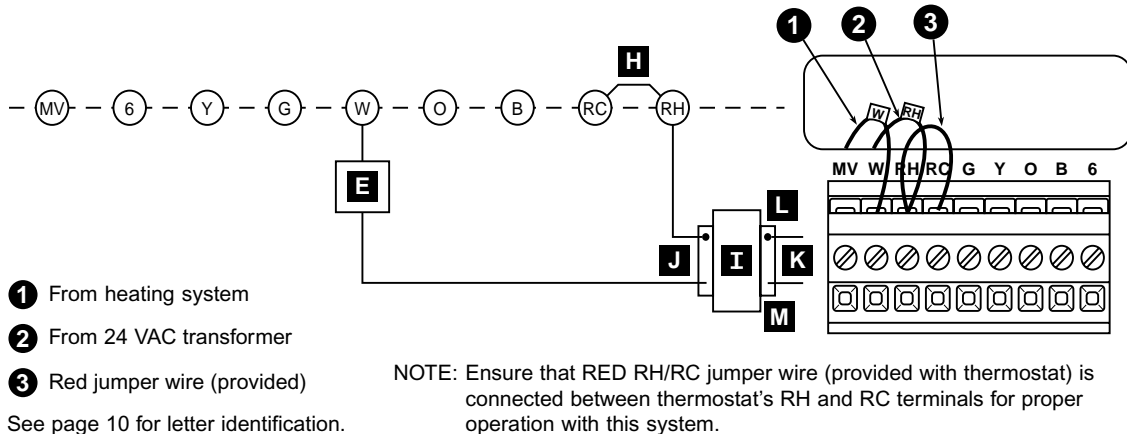 1 2 3
H
MV 6 Y G W O B RC RH
W RH
MV W RH RC G Y O B 6
E
L
J I K
M
1 From heating system
2 From 24 VAC transformer
3 Red jumper wire (provided)
See page 10 for letter identification.
NOTE: Ensure that RED RH/RC jumper wire (provided with thermostat) is
connected between thermostat's RH and RC terminals for proper
operation with this system.